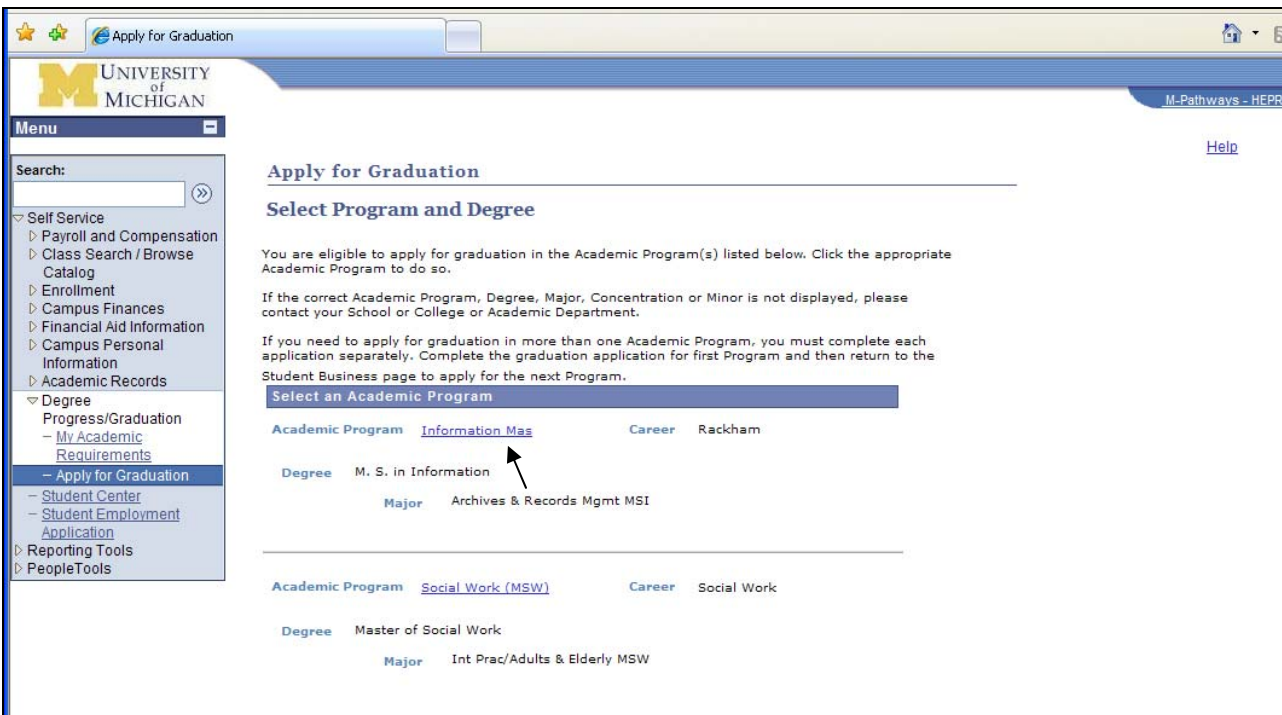 Apply for Graduation
UNIVERSITY
of
MICHIGAN
M-Pathways - HEPR
Menu
Help
Search:
Self Service
Payroll and Compensation
Class Search / Browse
Catalog
Enrollment
Campus Finances
Financial Aid Information
Campus Personal
Information
Academic Records
Degree
Progress/Graduation
– My Academic
Requirements
– Apply for Graduation
– Student Center
– Student Employment
Application
Reporting Tools
PeopleTools
Apply for Graduation
Select Program and Degree
You are eligible to apply for graduation in the Academic Program(s) listed below. Click the appropriate
Academic Program to do so.
If the correct Academic Program, Degree, Major, Concentration or Minor is not displayed, please
contact your School or College or Academic Department.
If you need to apply for graduation in more than one Academic Program, you must complete each
application separately. Complete the graduation application for first Program and then return to the
Student Business page to apply for the next Program.
Select an Academic Program
Academic Program Information Mas Career Rackham
Degree M. S. in Information
Major Archives & Records Mgmt MSI
Academic Program Social Work (MSW) Career Social Work
Degree Master of Social Work
Major Int Prac/Adults & Elderly MSW